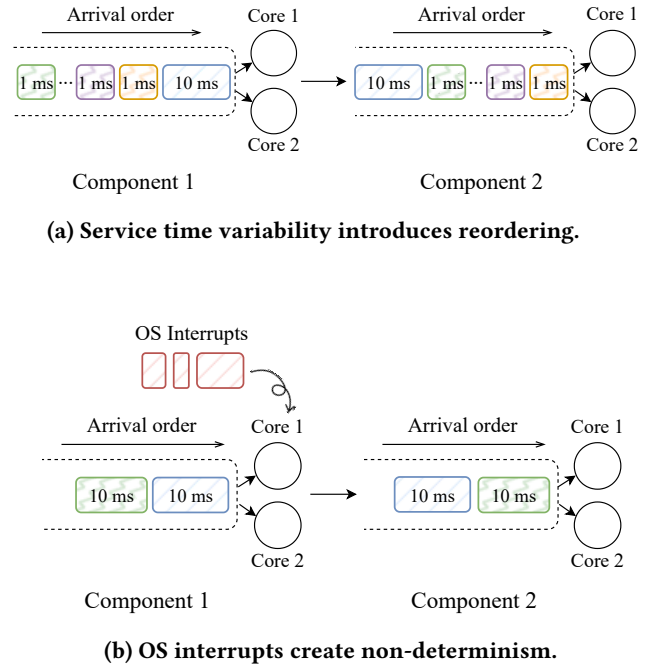 Arrival order
Core 1
Arrival order
Core 1
1 ms ... 1 ms 1 ms 10 ms
10 ms 1 ms ... 1 ms 1 ms
Core 2
Core 2
Component 1
Component 2
(a) Service time variability introduces reordering.
OS Interrupts
Arrival order
Core 1
Arrival order
Core 1
10 ms 10 ms
10 ms 10 ms
Core 2
Core 2
Component 1
Component 2
(b) OS interrupts create non-determinism.